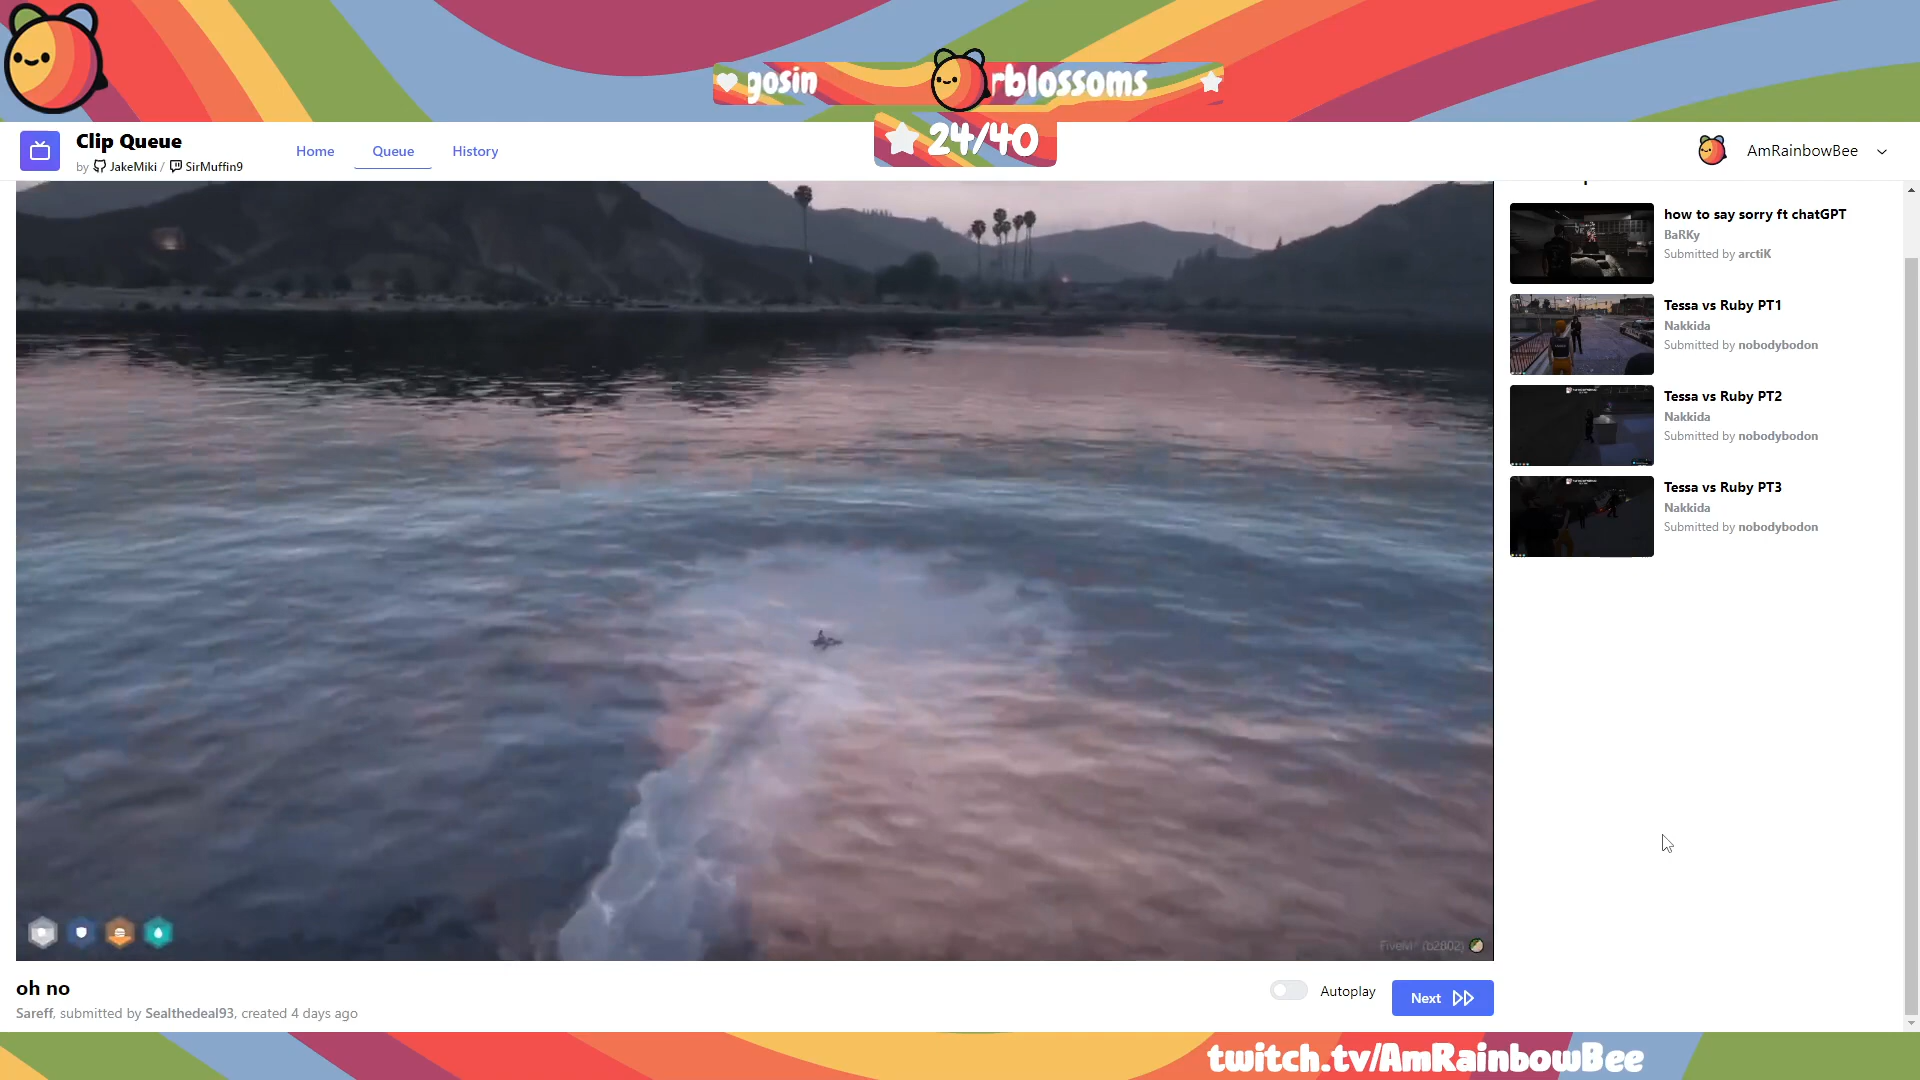 gosin
rblossoms
24/40
Clip Queue
by JakeMiki / SirMuffin9
Home
Queue
History
AmRainbowBee
how to say sorry ft chatGPT
BaRKy
Submitted by arctiK
Tessa vs Ruby PT1
Nakkida
Submitted by nobodybodon
Tessa vs Ruby PT2
Nakkida
Submitted by nobodybodon
Tessa vs Ruby PT3
Nakkida
Submitted by nobodybodon
FiveM* (b2802)
oh no
Sareff, submitted by Sealthedeal93, created 4 days ago
Autoplay
Next
twitch.tv/AmRainbowBee